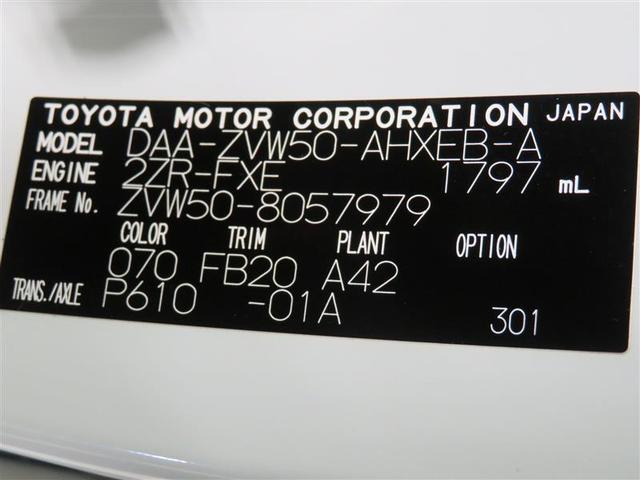 TOYOTA MOTOR CORPORATION JAPAN
MODEL DAA-ZVW50-AHXEB-A
ENGINE 2ZR-FXE 1797 mL
FRAME No. ZVW50-8057979
COLOR TRIM PLANT OPTION
070 FB20 A42
TRANS./AXLE P610 -01A 301